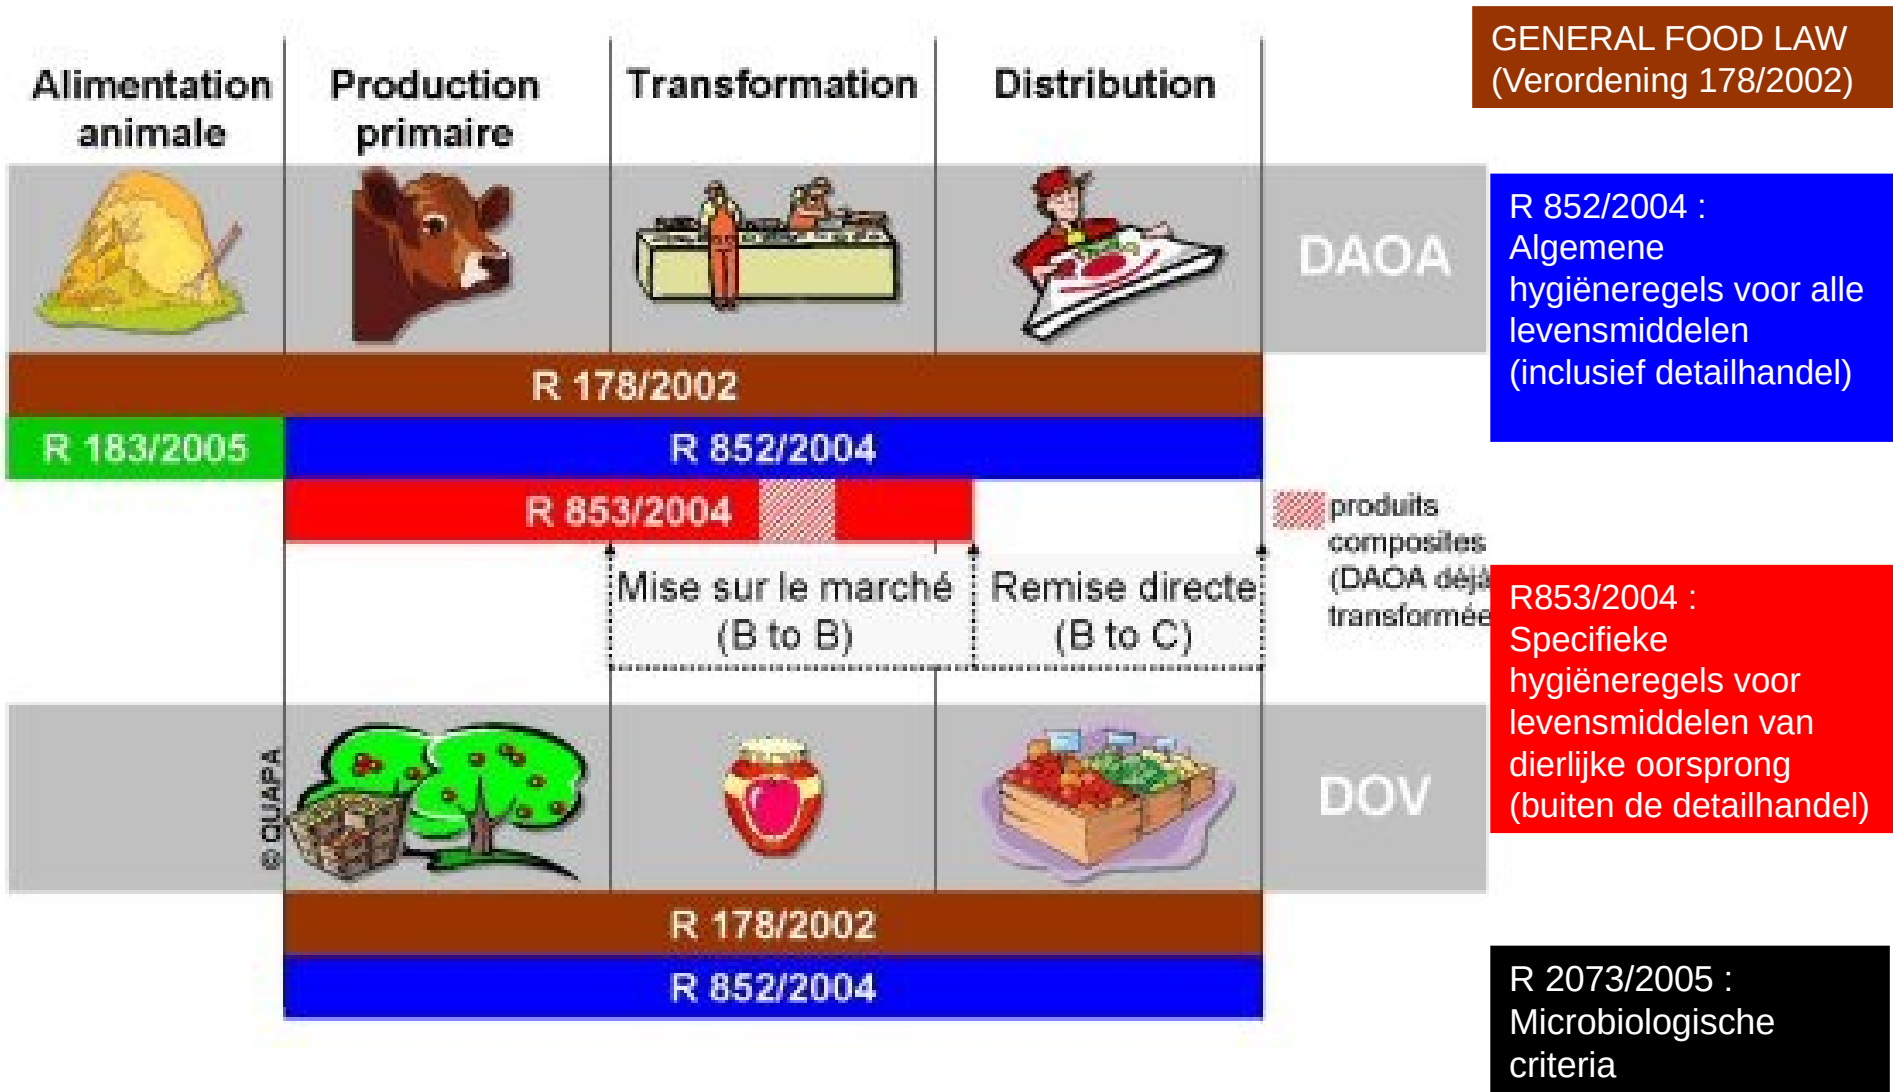 GENERAL FOOD LAW
(Verordening 178/2002)
Alimentation
animale
Production
primaire
Transformation
Distribution
DAOA
R 852/2004 :
Algemene
hygiëneregels voor alle
levensmiddelen
(inclusief detailhandel)
R 178/2002
R 183/2005
R 852/2004
R 853/2004
produits
composites
(DAOA déjà
transformée
Mise sur le marché
(B to B)
Remise directe
(B to C)
R853/2004 :
Specifieke
hygiëneregels voor
levensmiddelen van
dierlijke oorsprong
(buiten de detailhandel)
© QUAPA
DOV
R 178/2002
R 852/2004
R 2073/2005 :
Microbiologische
criteria